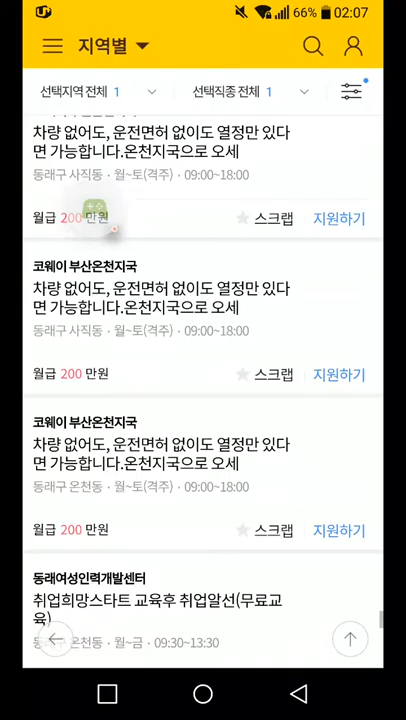 66% 02:07
지역별
선택지역 전체 1 선택직종 전체 1
차량 없어도, 운전면허 없이도 열정만 있다
면 가능합니다.온천지국으로 오세
동래구 사직동 · 월~토(격주) · 09:00~18:00
월급 200 만원 스크랩 지원하기
코웨이 부산온천지국
차량 없어도, 운전면허 없이도 열정만 있다
면 가능합니다.온천지국으로 오세
동래구 사직동 · 월~토(격주) · 09:00~18:00
월급 200 만원 스크랩 지원하기
코웨이 부산온천지국
차량 없어도, 운전면허 없이도 열정만 있다
면 가능합니다.온천지국으로 오세
동래구 온천동 · 월~토(격주) · 09:00~18:00
월급 200 만원 스크랩 지원하기
동래여성인력개발센터
취업희망스타트 교육후 취업알선(무료교
육)
동래구 온천동 · 월~금 · 09:30~13:30